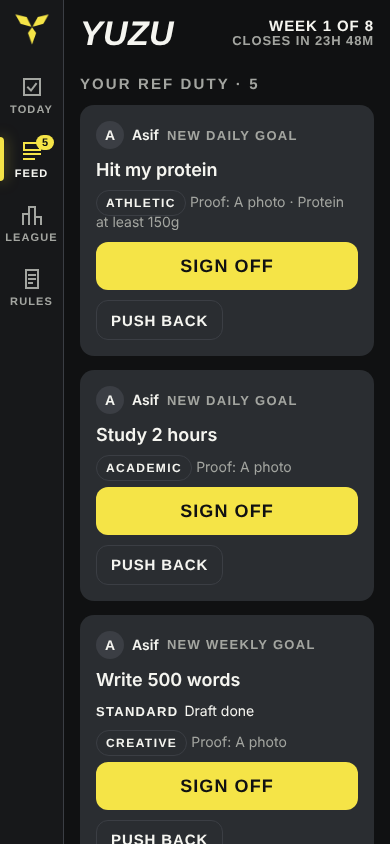 YUZU
WEEK 1 OF 8
CLOSES IN 23H 48M
TODAY
5
FEED
LEAGUE
RULES
YOUR REF DUTY · 5
A Asif NEW DAILY GOAL
Hit my protein
ATHLETIC Proof: A photo · Protein
at least 150g
SIGN OFF
PUSH BACK
A Asif NEW DAILY GOAL
Study 2 hours
ACADEMIC Proof: A photo
SIGN OFF
PUSH BACK
A Asif NEW WEEKLY GOAL
Write 500 words
STANDARD Draft done
CREATIVE Proof: A photo
SIGN OFF
PUSH BACK